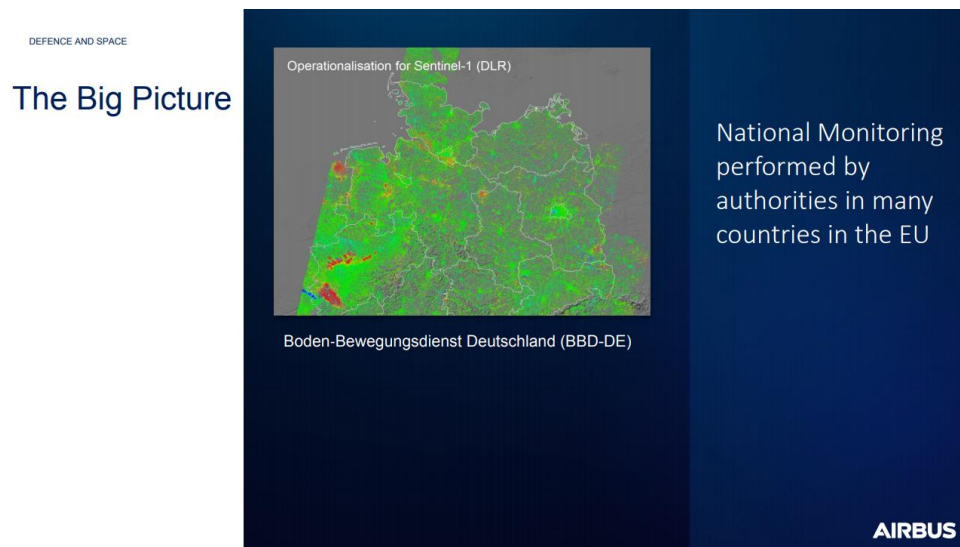 DEFENCE AND SPACE
The Big Picture
Operationalisation for Sentinel-1 (DLR)
Boden-Bewegungsdienst Deutschland (BBD-DE)
National Monitoring
performed by
authorities in many
countries in the EU
AIRBUS